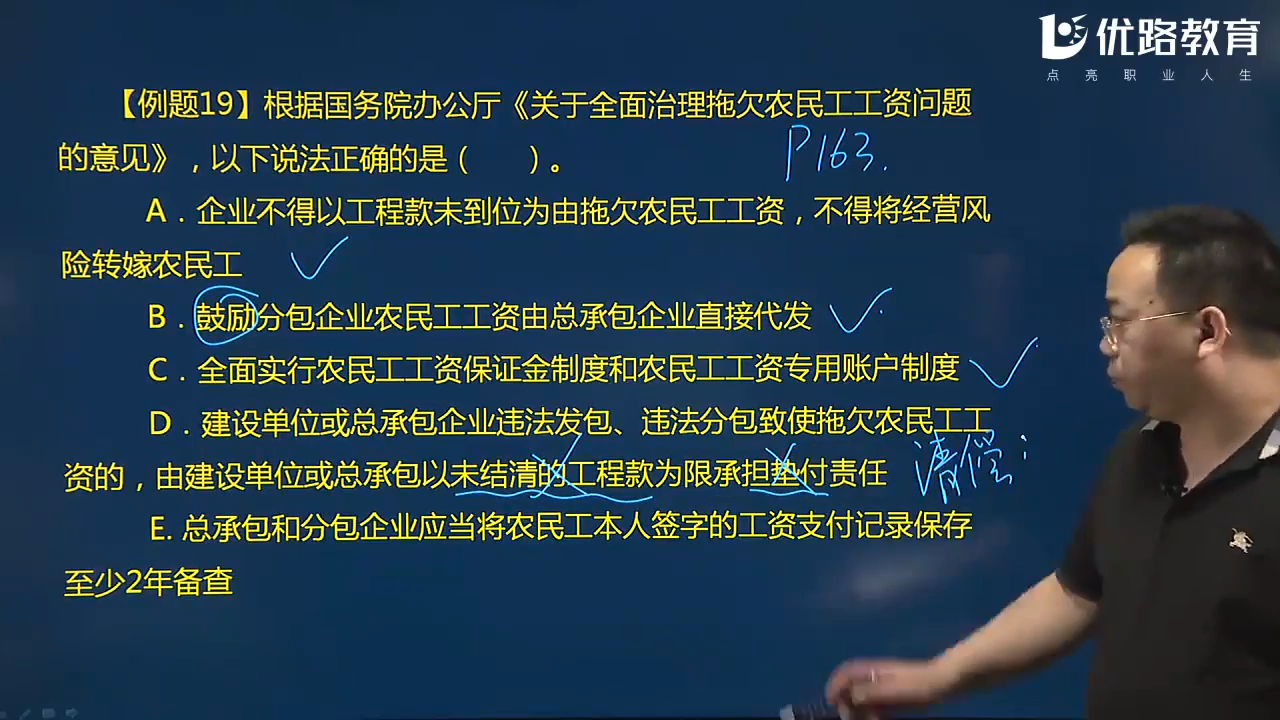 优路教育
点亮职业人生
【例题19】根据国务院办公厅《关于全面治理拖欠农民工工资问题
的意见》，以下说法正确的是（　　）。
P163.
A．企业不得以工程款未到位为由拖欠农民工工资，不得将经营风
险转嫁农民工
B．鼓励分包企业农民工工资由总承包企业直接代发
C．全面实行农民工工资保证金制度和农民工工资专用账户制度
D．建设单位或总承包企业违法发包、违法分包致使拖欠农民工工
资的，由建设单位或总承包以未结清的工程款为限承担垫付责任
清偿
E. 总承包和分包企业应当将农民工本人签字的工资支付记录保存
至少2年备查